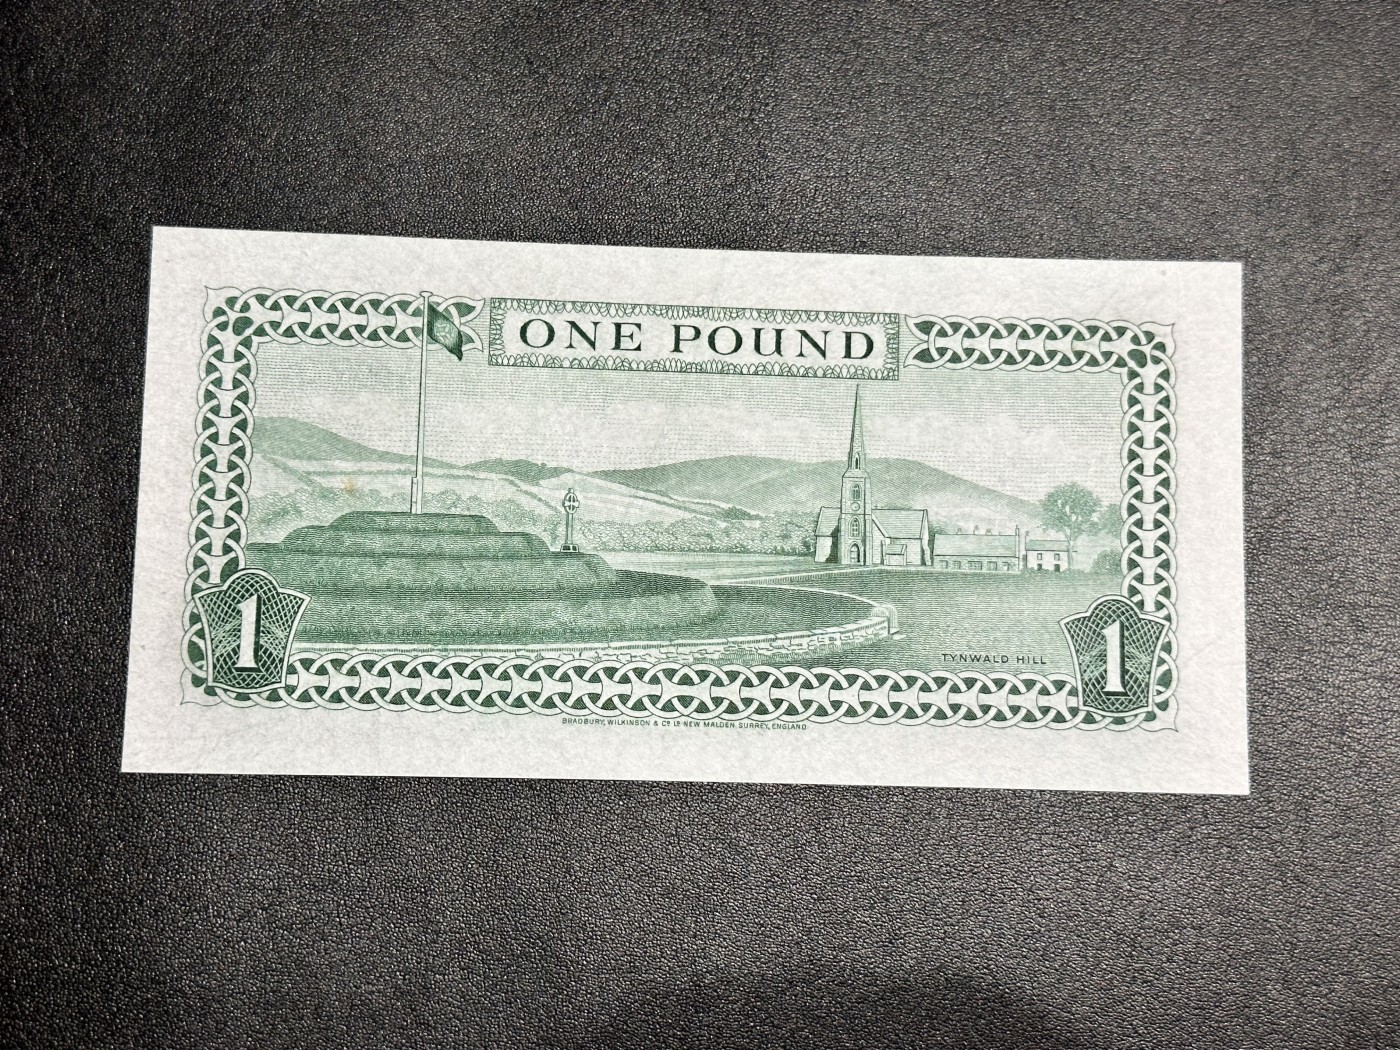 ONE POUND
1
1
TYNWALD HILL
BRADBURY, WILKINSON & Cº Lº NEW MALDEN, SURREY, ENGLAND